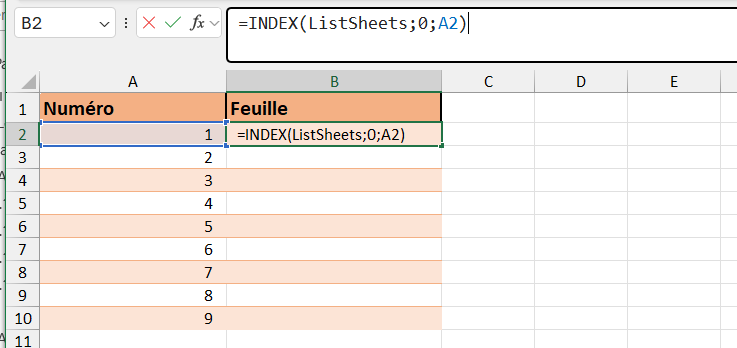 B2 fx =INDEX(ListSheets;0;A2)
A B C D E
1 Numéro Feuille
2 1 =INDEX(ListSheets;0;A2)
3 2
4 3
5 4
6 5
7 6
8 7
9 8
10 9
11